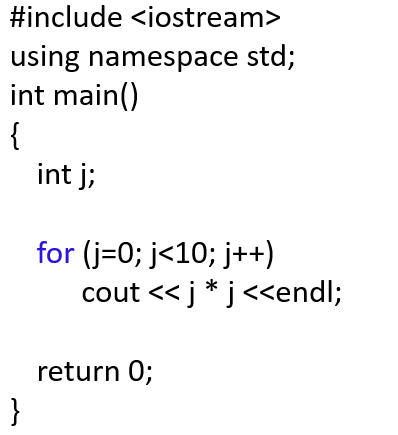 #include <iostream>
using namespace std;
int main()
{
int j;
for (j=0; j<10; j++)
cout << j * j <<endl;
return 0;
}